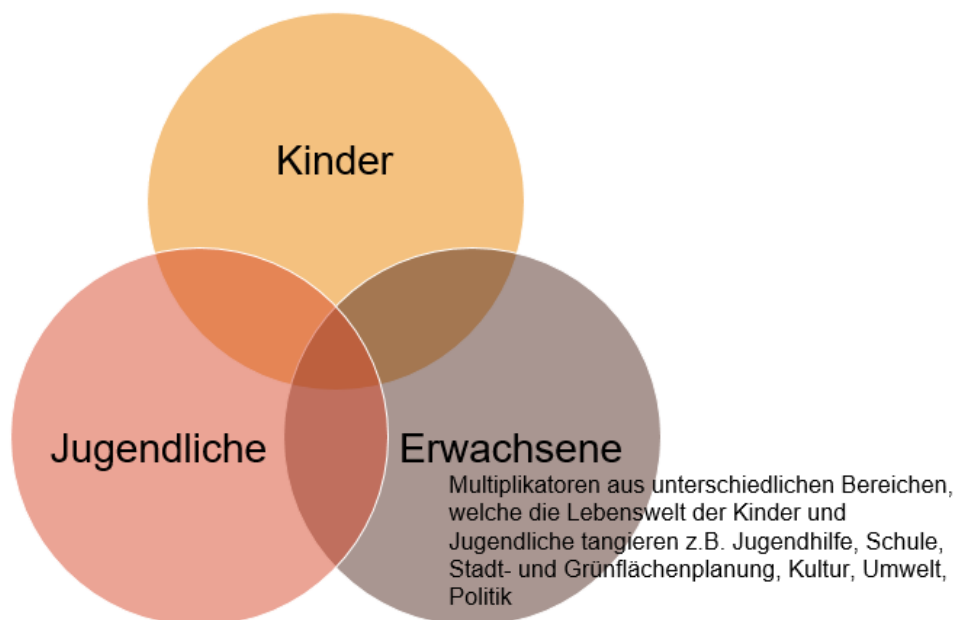 Kinder
Jugendliche
Erwachsene
Multiplikatoren aus unterschiedlichen Bereichen,
welche die Lebenswelt der Kinder und
Jugendliche tangieren z.B. Jugendhilfe, Schule,
Stadt- und Grünflächenplanung, Kultur, Umwelt,
Politik